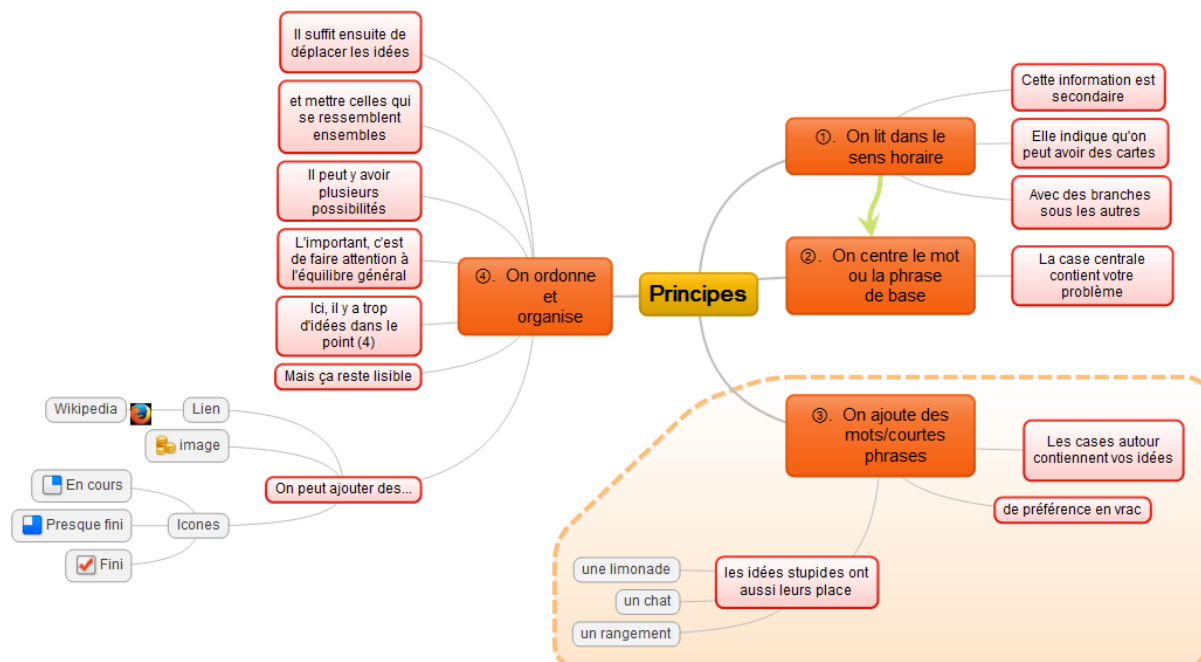 Principes
①. On lit dans le
sens horaire
Cette information est
secondaire
Elle indique qu'on
peut avoir des cartes
Avec des branches
sous les autres
②. On centre le mot
ou la phrase
de base
La case centrale
contient votre
problème
③. On ajoute des
mots/courtes
phrases
Les cases autour
contiennent vos idées
de préférence en vrac
les idées stupides ont
aussi leurs place
une limonade
un chat
un rangement
④. On ordonne
et
organise
Il suffit ensuite de
déplacer les idées
et mettre celles qui
se ressemblent
ensembles
Il peut y avoir
plusieurs
possibilités
L'important, c'est
de faire attention à
l'équilibre général
Ici, il y a trop
d'idées dans le
point (4)
Mais ça reste lisible
On peut ajouter des...
Lien
Wikipedia
image
Icones
En cours
Presque fini
Fini